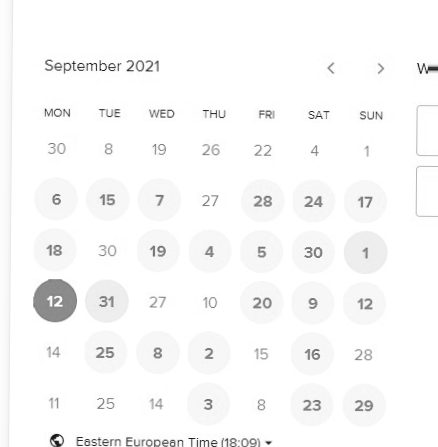 September 2021
MON TUE WED THU FRI SAT SUN
30 8 19 26 22 4 1
6 15 7 27 28 24 17
18 30 19 4 5 30 1
12 31 27 10 20 9 12
14 25 8 2 15 16 28
11 25 14 3 8 23 29
Eastern European Time (18:09)